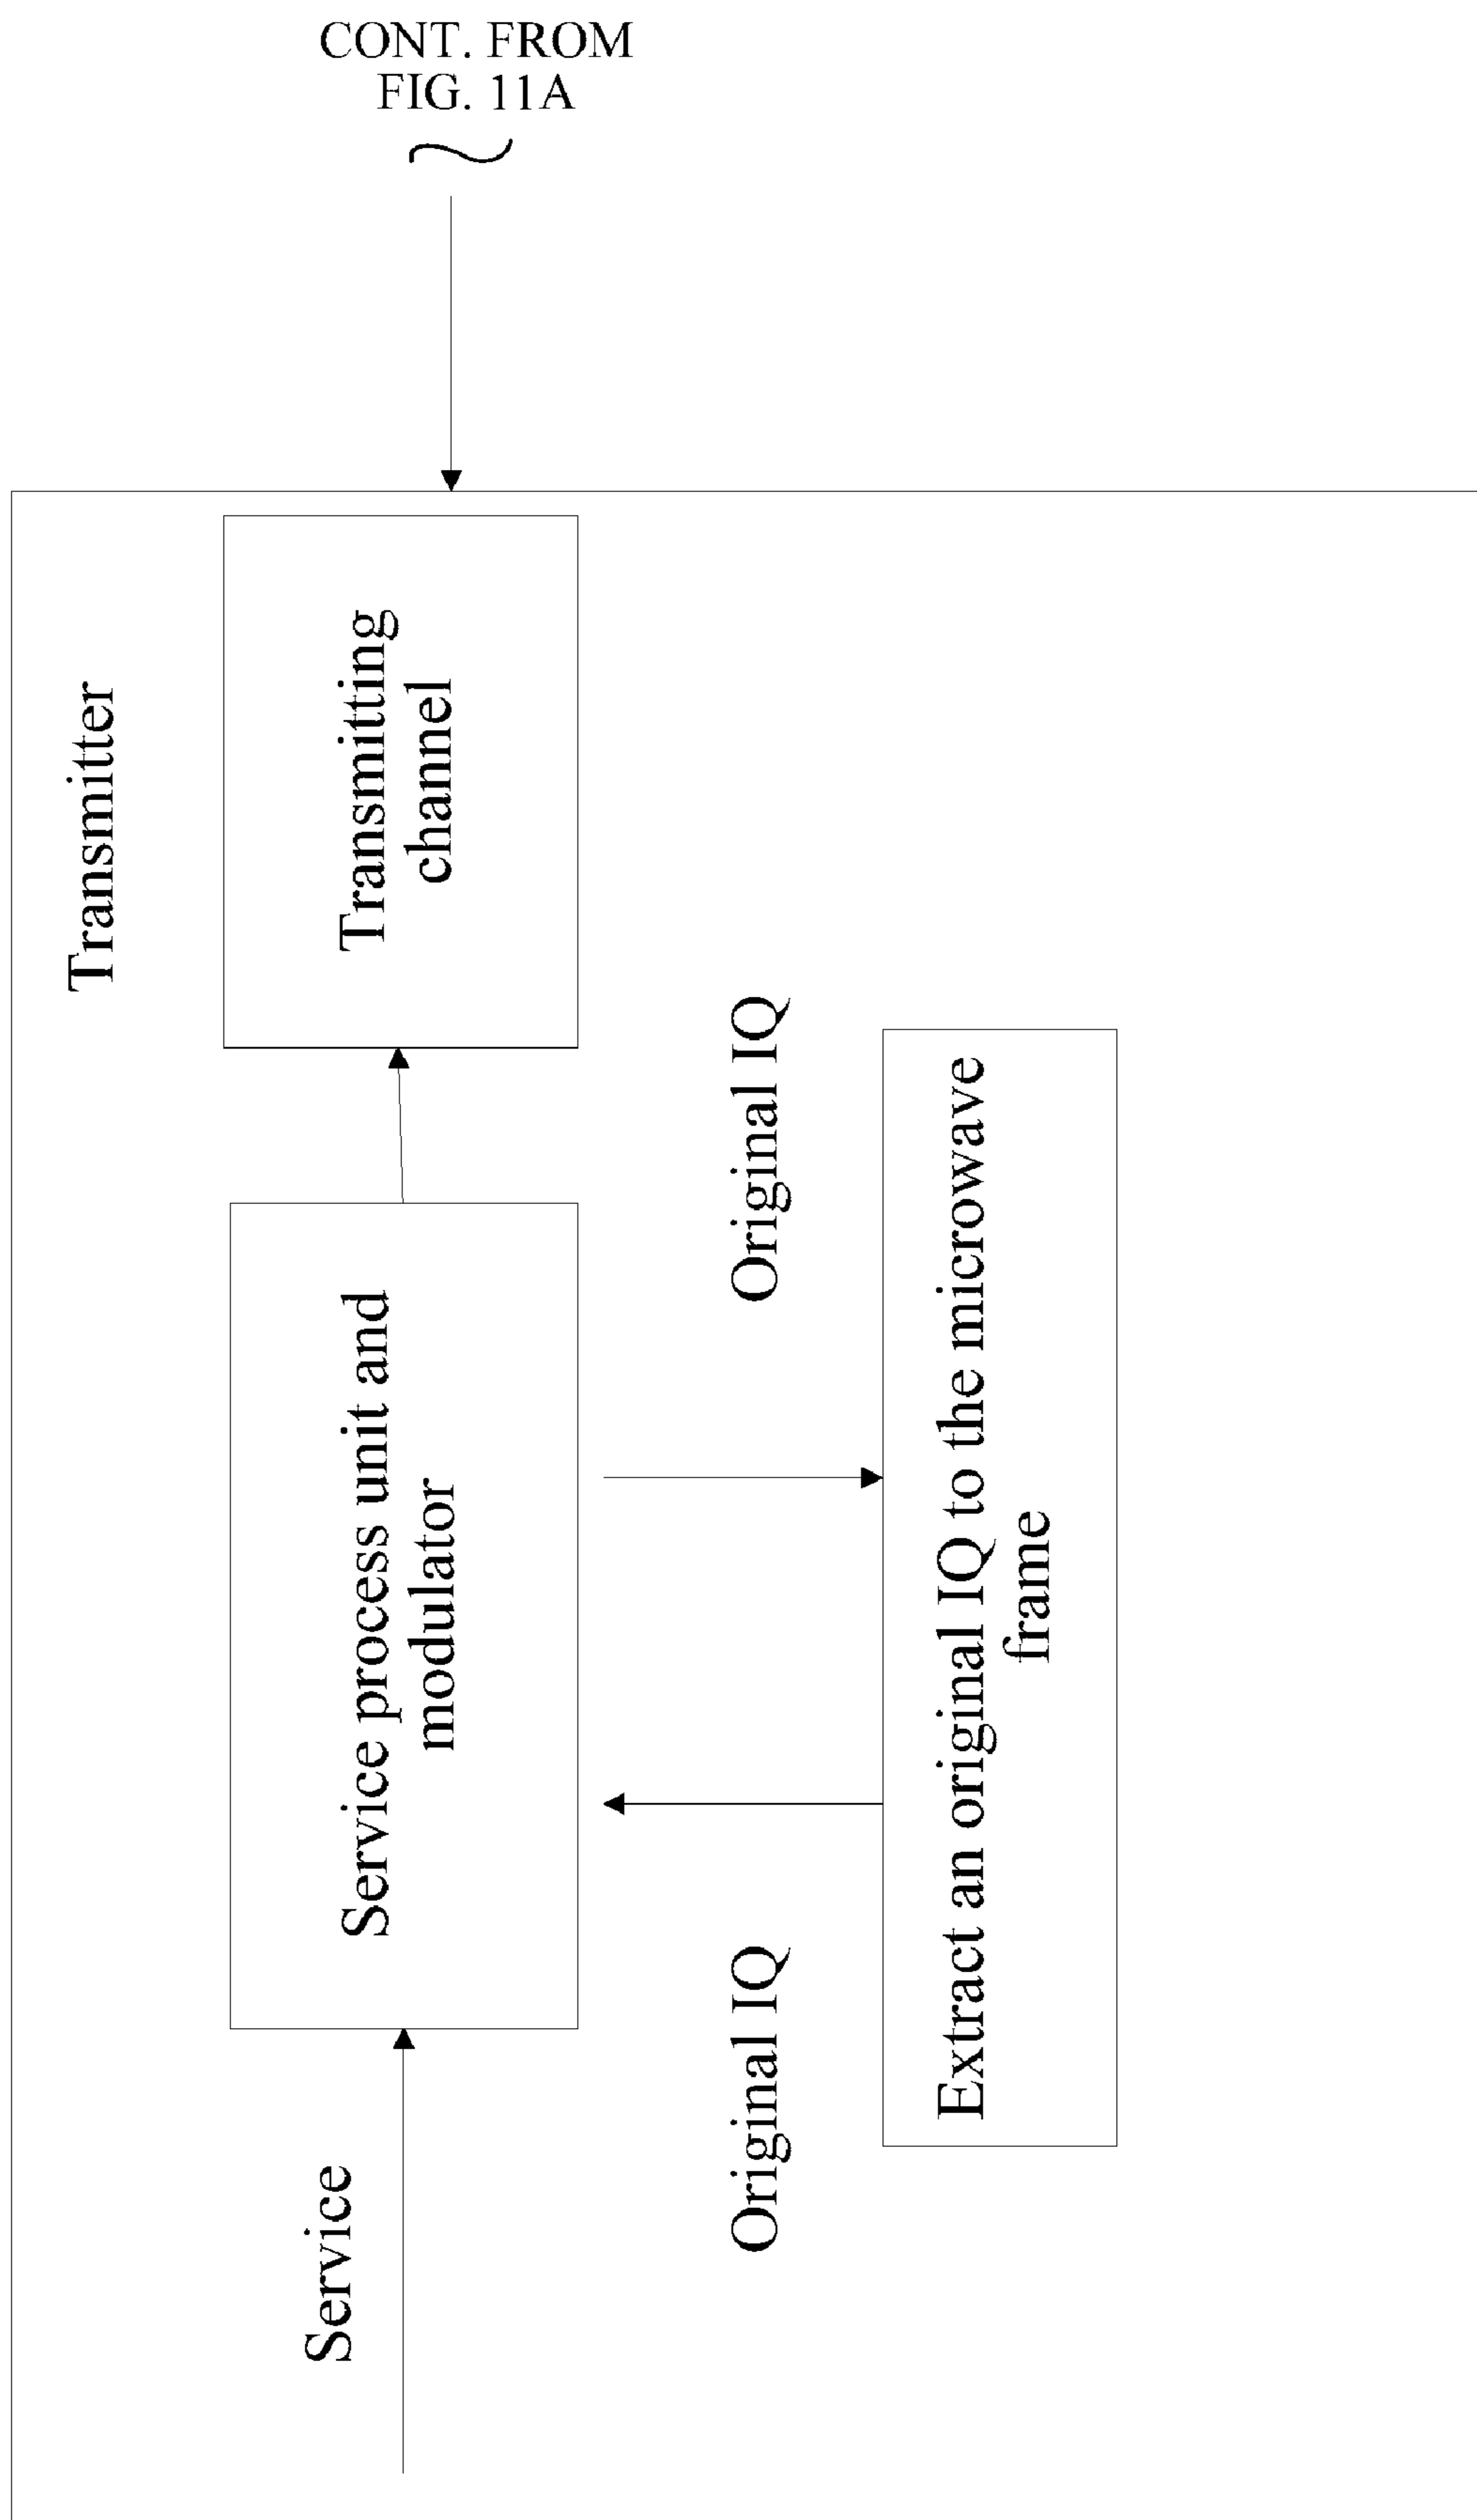 CONT. FROM
FIG. 11A
Transmitter
Transmitting
channel
Service process unit and
modulator
Service
Original IQ
Original IQ
Extract an original IQ to the microwave
frame